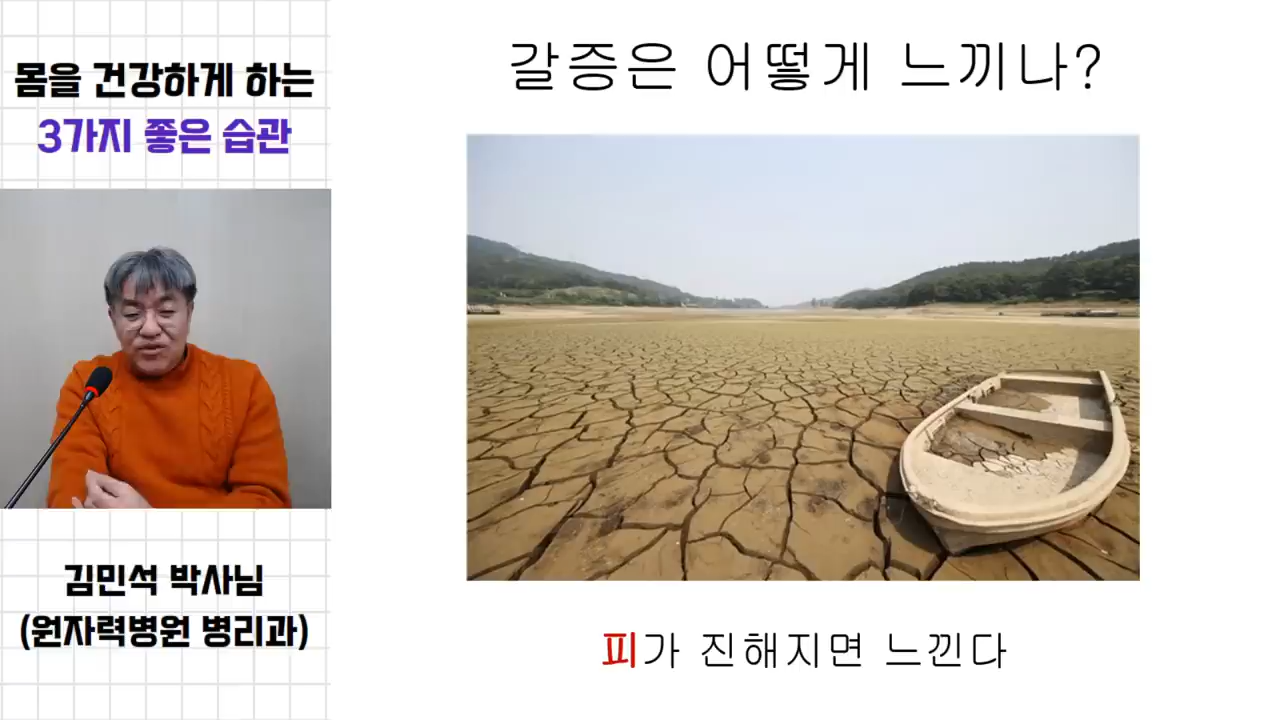 몸을 건강하게 하는
3가지 좋은 습관
김민석 박사님
(원자력병원 병리과)
갈증은 어떻게 느끼나?
피가 진해지면 느낀다